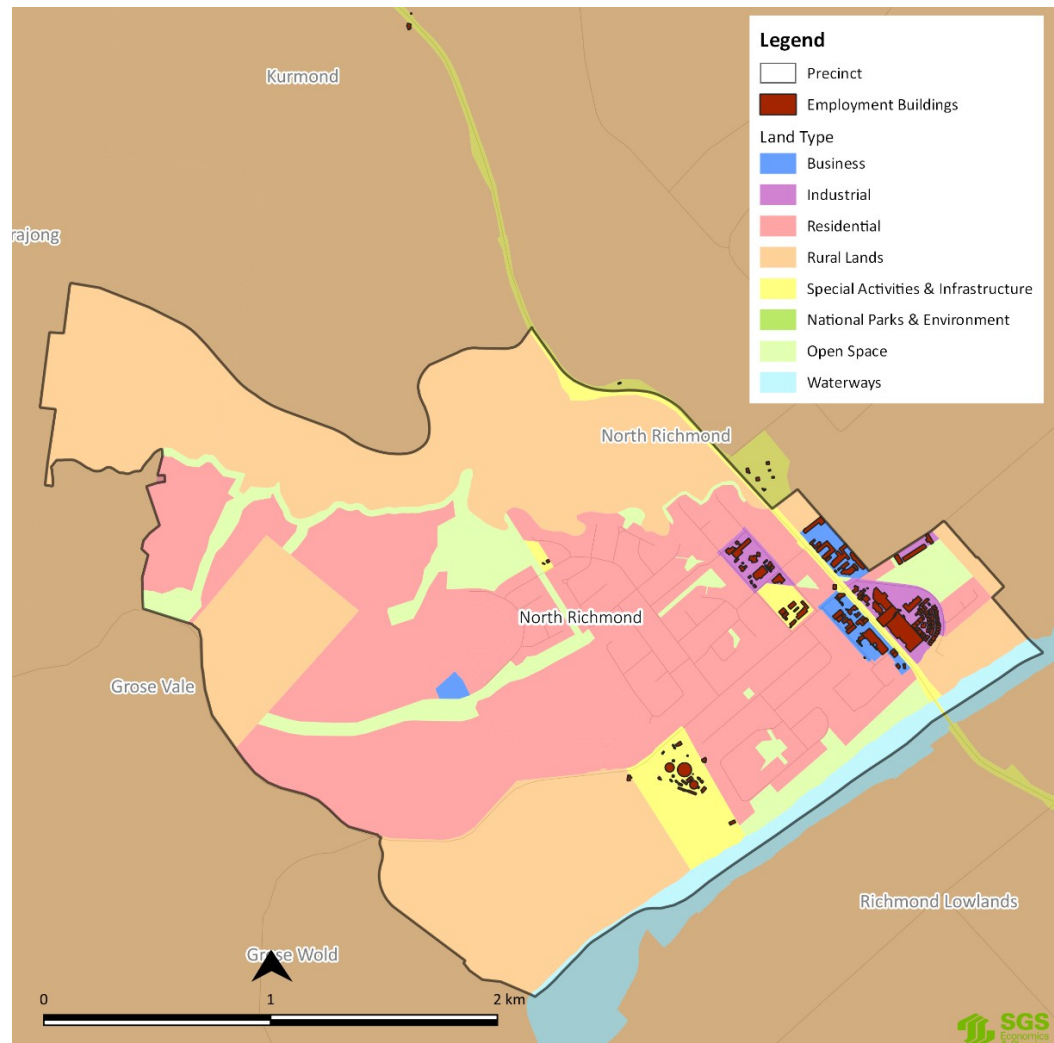 Kurmond
rajong
Legend
Precinct
Employment Buildings
Land Type
Business
Industrial
Residential
Rural Lands
Special Activities & Infrastructure
National Parks & Environment
Open Space
Waterways
North Richmond
North Richmond
Grose Vale
Richmond Lowlands
Grose Wold
0
1
2 km
SGS
Economics